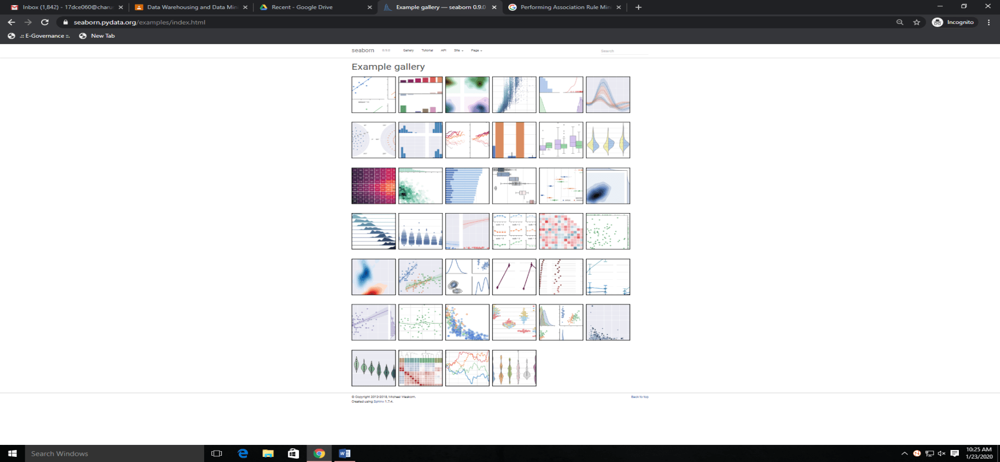 Inbox (1,842) - 17dce060@charus
Data Warehousing and Data Min
Recent - Google Drive
Example gallery — seaborn 0.9.0
Performing Association Rule Min
seaborn.pydata.org/examples/index.html
Incognito
.:: E-Governance ::.
New Tab
seaborn 0.9.0 Gallery Tutorial API Site Page Search
Example gallery
© Copyright 2012-2018, Michael Waskom.
Back to top
Created using Sphinx 1.7.4.
Search Windows
10:25 AM
1/23/2020